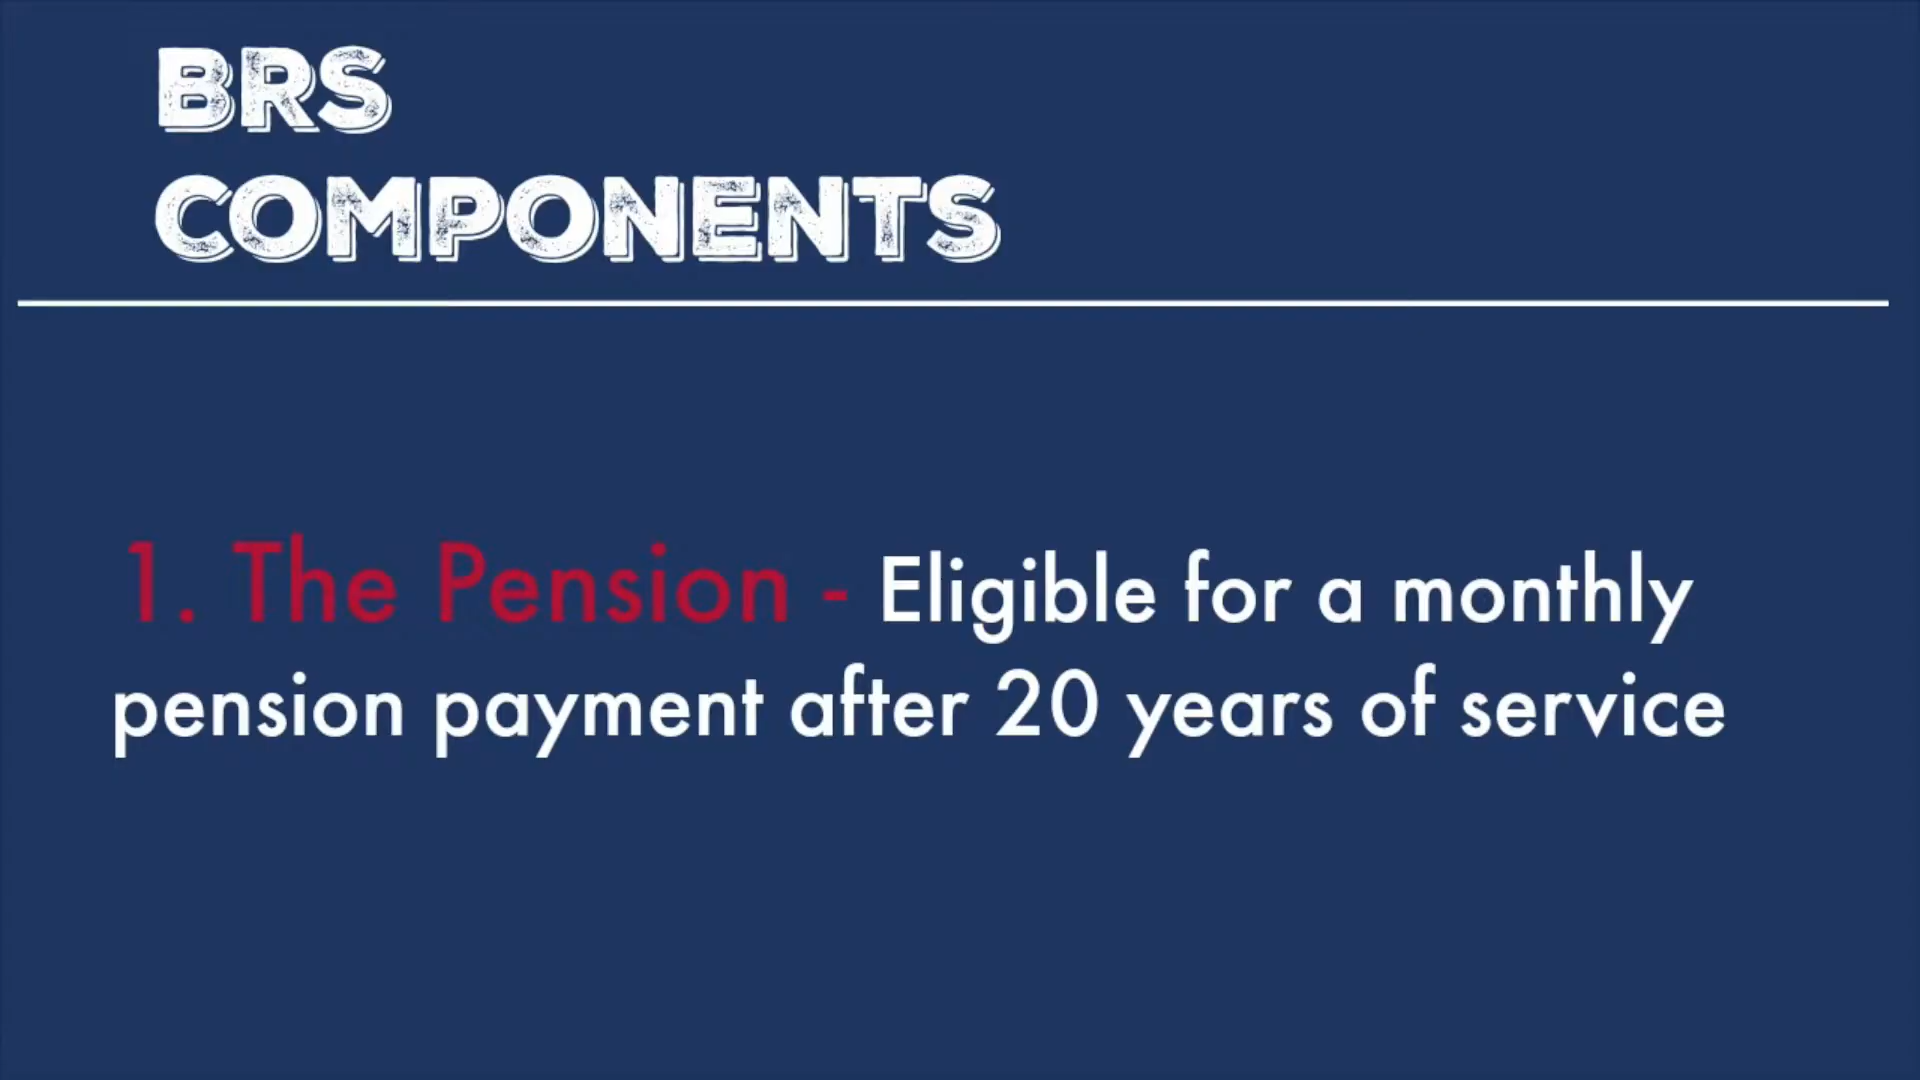 BRS
COMPONENTS
1. The Pension - Eligible for a monthly
pension payment after 20 years of service